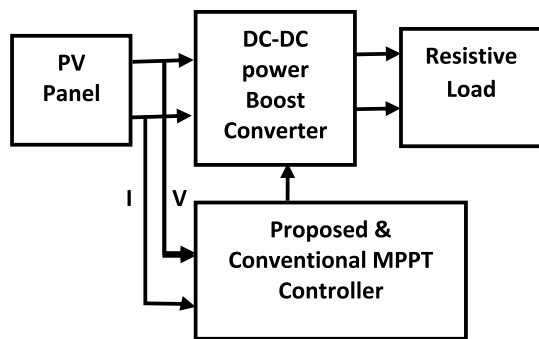 PV
Panel
DC-DC
power
Boost
Converter
Resistive
Load
I
V
Proposed &
Conventional MPPT
Controller